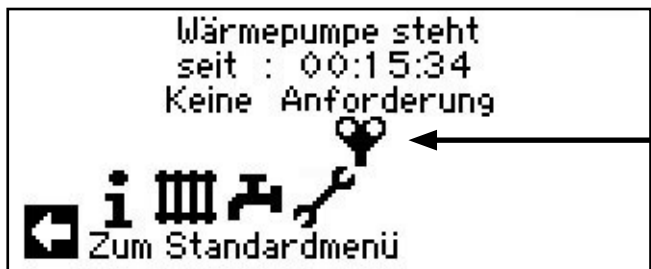 Wärmepumpe steht
seit : 00:15:34
Keine Anforderung
Zum Standardmenü